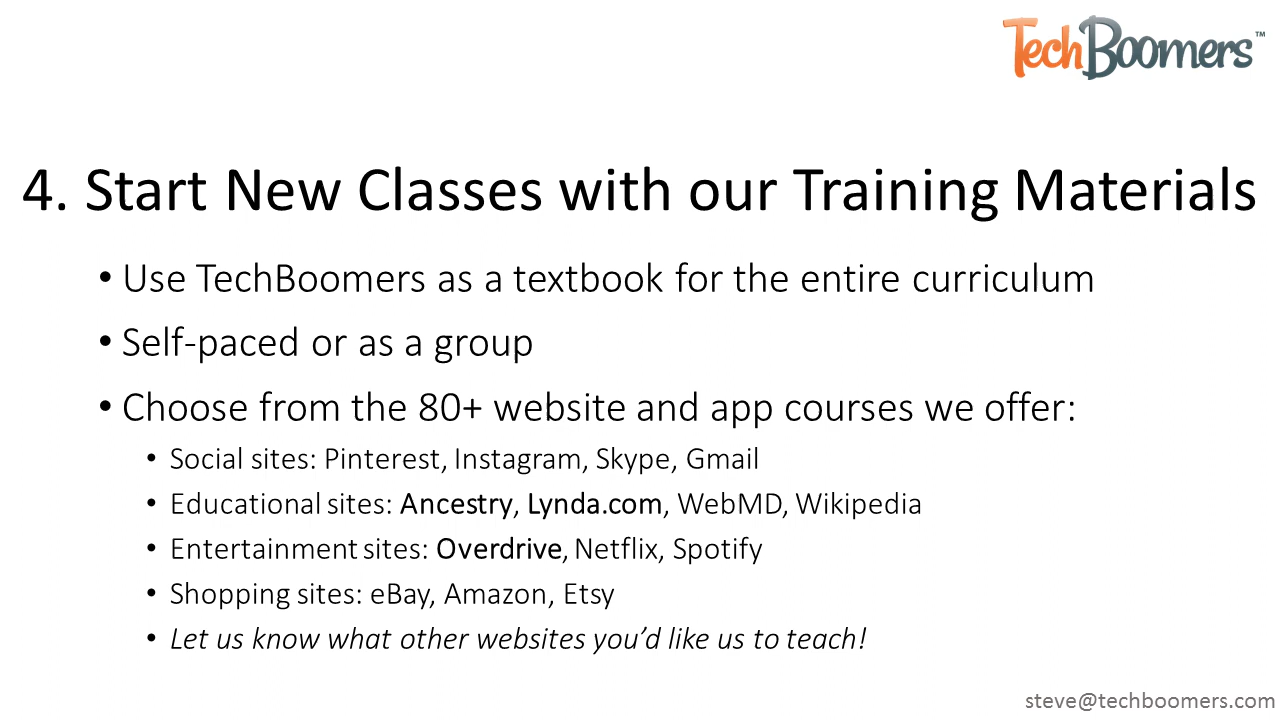 TechBoomers™
4. Start New Classes with our Training Materials
• Use TechBoomers as a textbook for the entire curriculum
• Self-paced or as a group
• Choose from the 80+ website and app courses we offer:
• Social sites: Pinterest, Instagram, Skype, Gmail
• Educational sites: Ancestry, Lynda.com, WebMD, Wikipedia
• Entertainment sites: Overdrive, Netflix, Spotify
• Shopping sites: eBay, Amazon, Etsy
• Let us know what other websites you’d like us to teach!
steve@techboomers.com